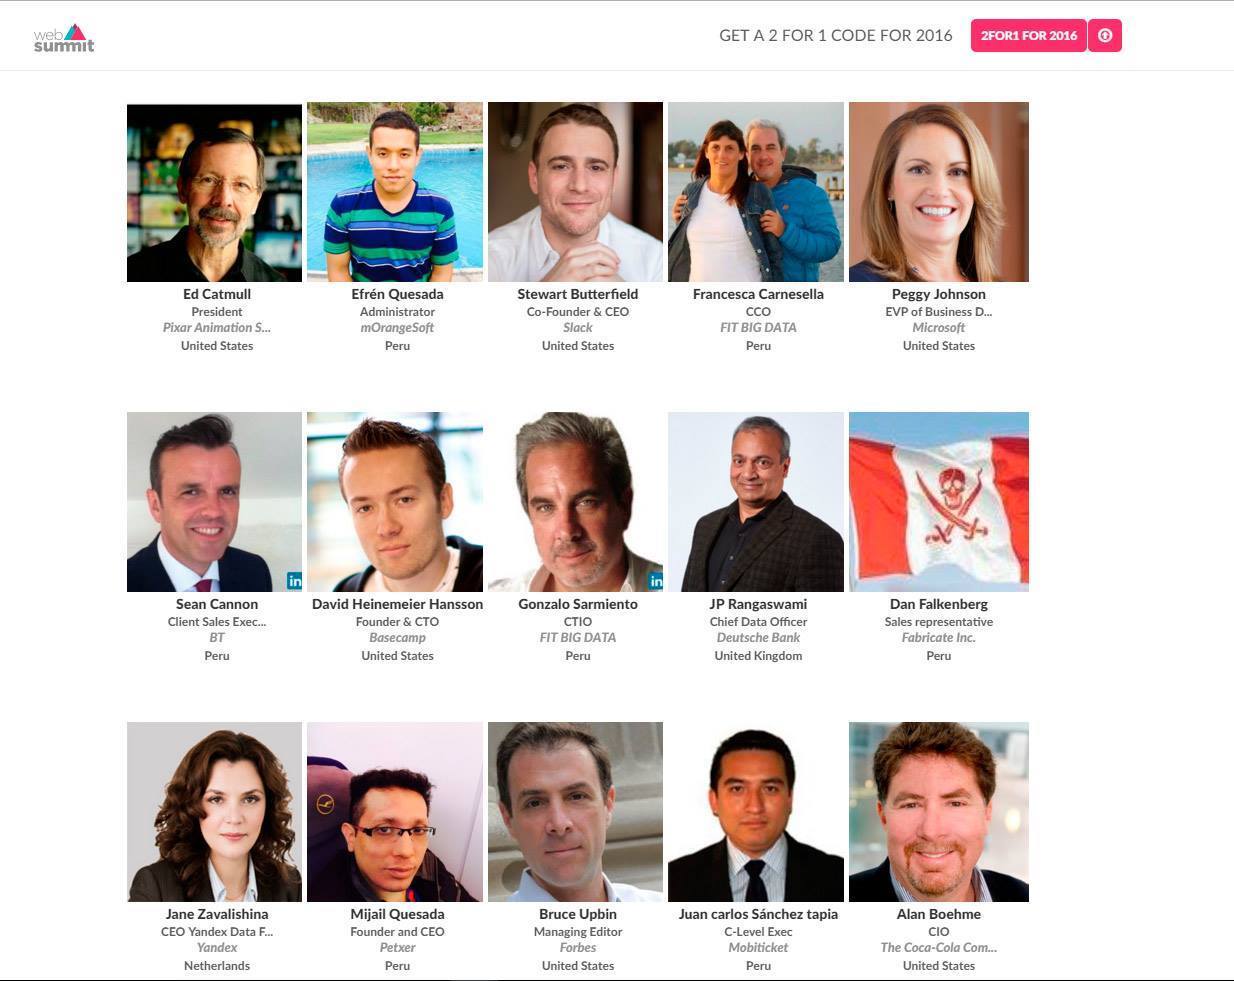 web
summit
GET A 2 FOR 1 CODE FOR 2016
2FOR1 FOR 2016
Ed Catmull
President
Pixar Animation S...
United States
Efrén Quesada
Administrator
mOrangeSoft
Peru
Stewart Butterfield
Co-Founder & CEO
Slack
United States
Francesca Carnesella
CCO
FIT BIG DATA
Peru
Peggy Johnson
EVP of Business D...
Microsoft
United States
in
Sean Cannon
Client Sales Exec...
BT
Peru
David Heinemeier Hansson
Founder & CTO
Basecamp
United States
in
Gonzalo Sarmiento
CTIO
FIT BIG DATA
Peru
JP Rangaswami
Chief Data Officer
Deutsche Bank
United Kingdom
Dan Falkenberg
Sales representative
Fabricate Inc.
Peru
Jane Zavalishina
CEO Yandex Data F...
Yandex
Netherlands
Mijail Quesada
Founder and CEO
Petxer
Peru
Bruce Upbin
Managing Editor
Forbes
United States
Juan carlos Sánchez tapia
C-Level Exec
Mobiticket
Peru
Alan Boehme
CIO
The Coca-Cola Com...
United States